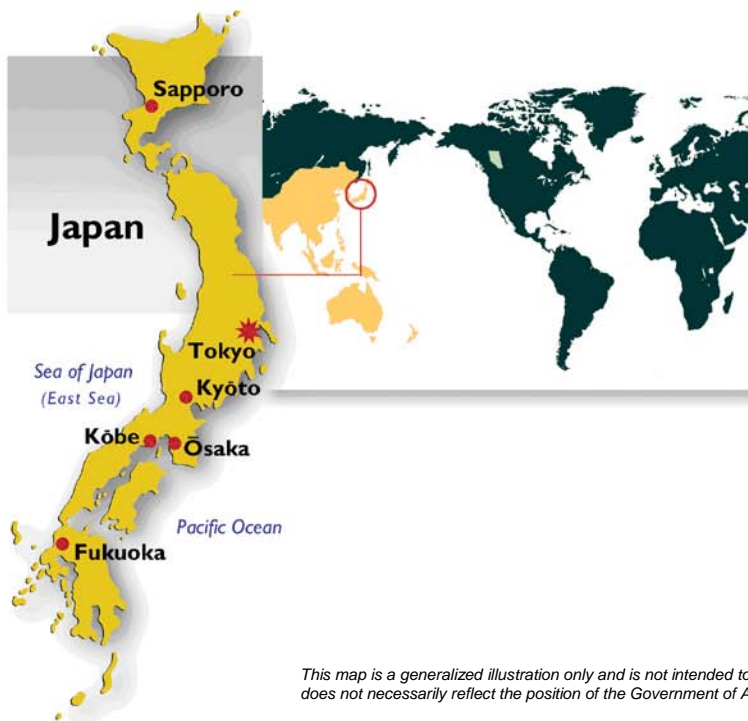 Sapporo
Japan
Tokyo
Sea of Japan
(East Sea)
Kyōto
Kōbe
Ōsaka
Pacific Ocean
Fukuoka
This map is a generalized illustration only and is not intended to
does not necessarily reflect the position of the Government of A